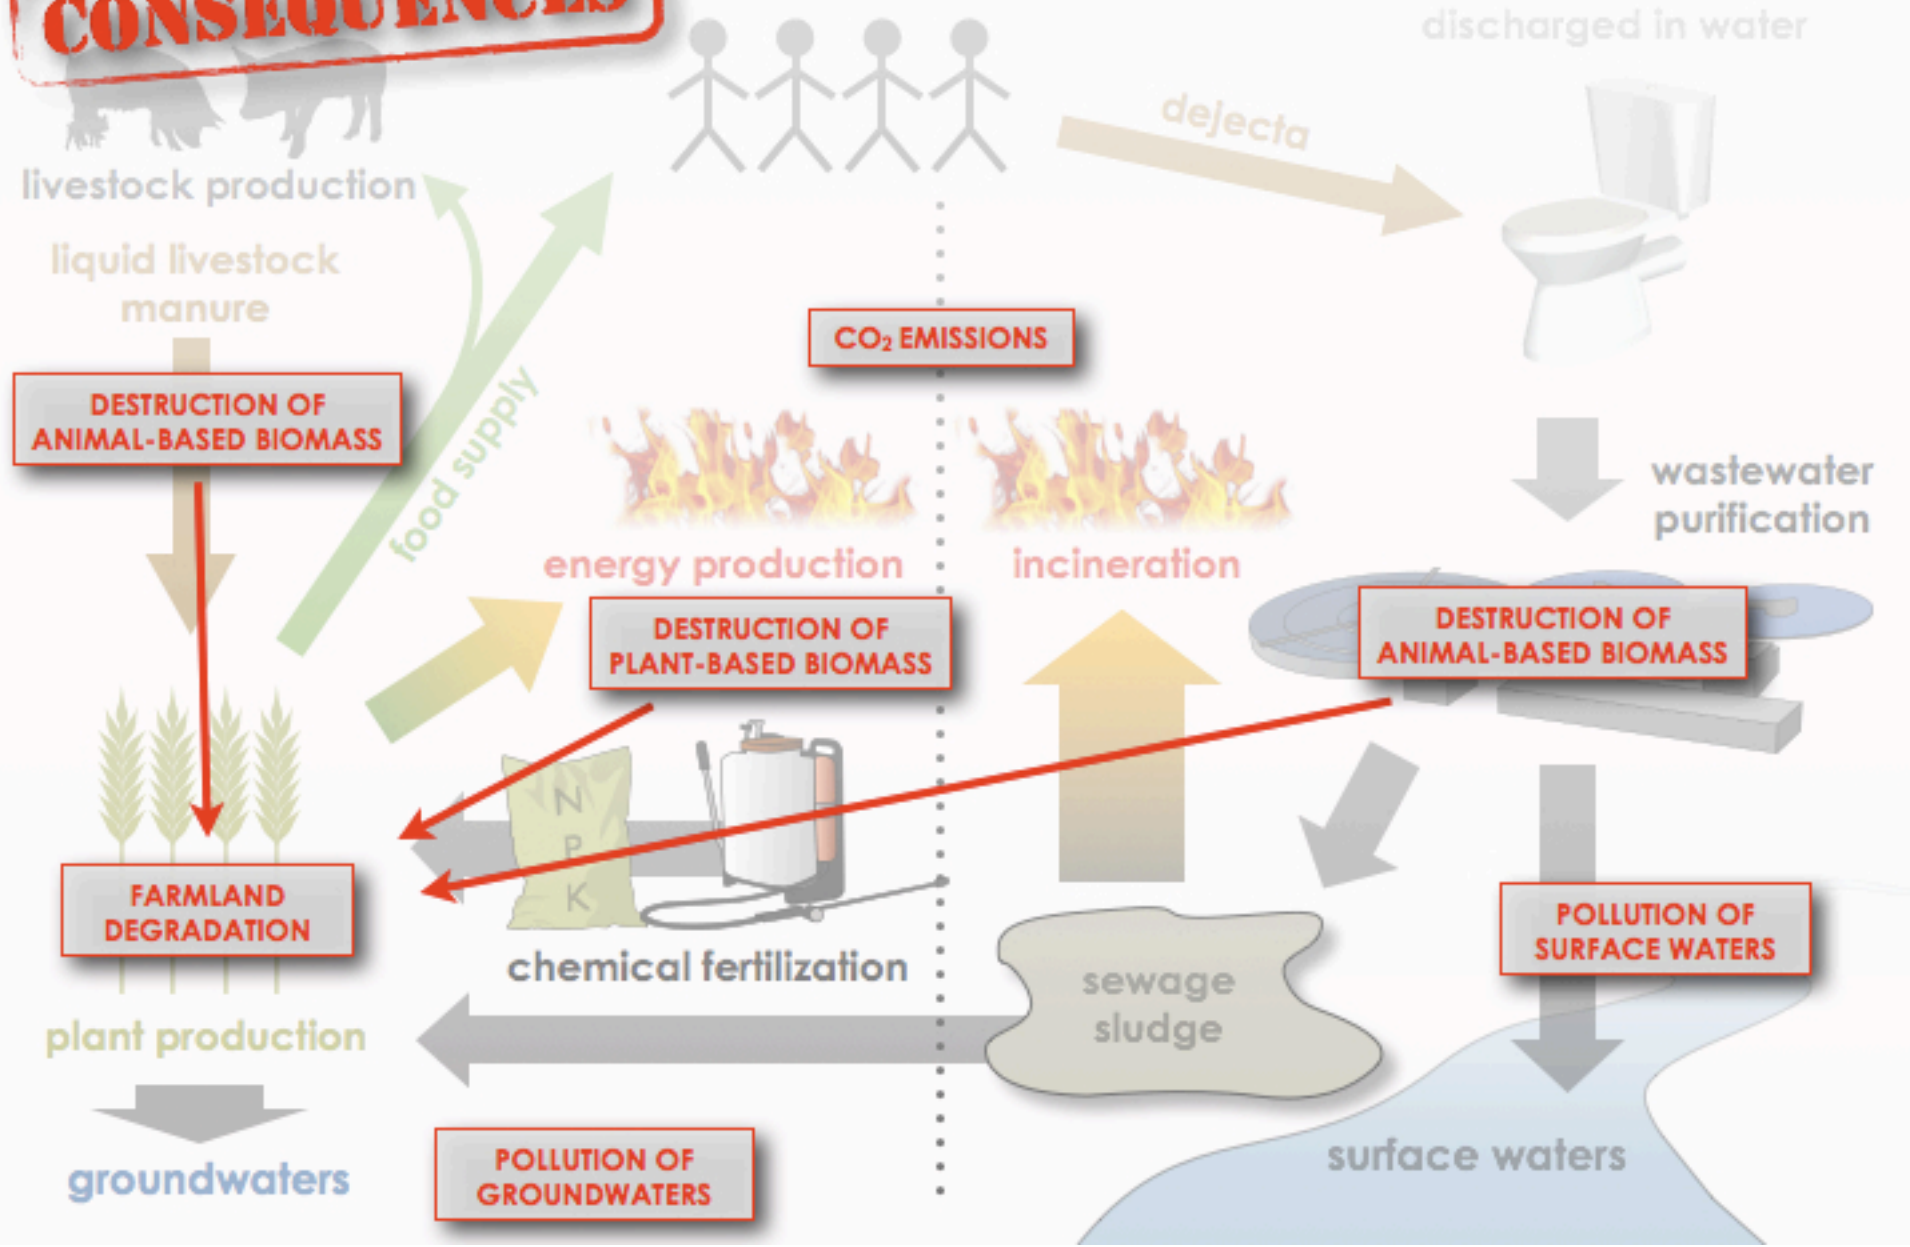 CONSEQUENCES
discharged in water
dejecta
livestock production
liquid livestock
manure
CO₂ EMISSIONS
DESTRUCTION OF
ANIMAL-BASED BIOMASS
food supply
wastewater
purification
energy production
incineration
DESTRUCTION OF
PLANT-BASED BIOMASS
DESTRUCTION OF
ANIMAL-BASED BIOMASS
N
P
K
FARMLAND
DEGRADATION
chemical fertilization
POLLUTION OF
SURFACE WATERS
sewage
sludge
plant production
groundwaters
POLLUTION OF
GROUNDWATERS
surface waters